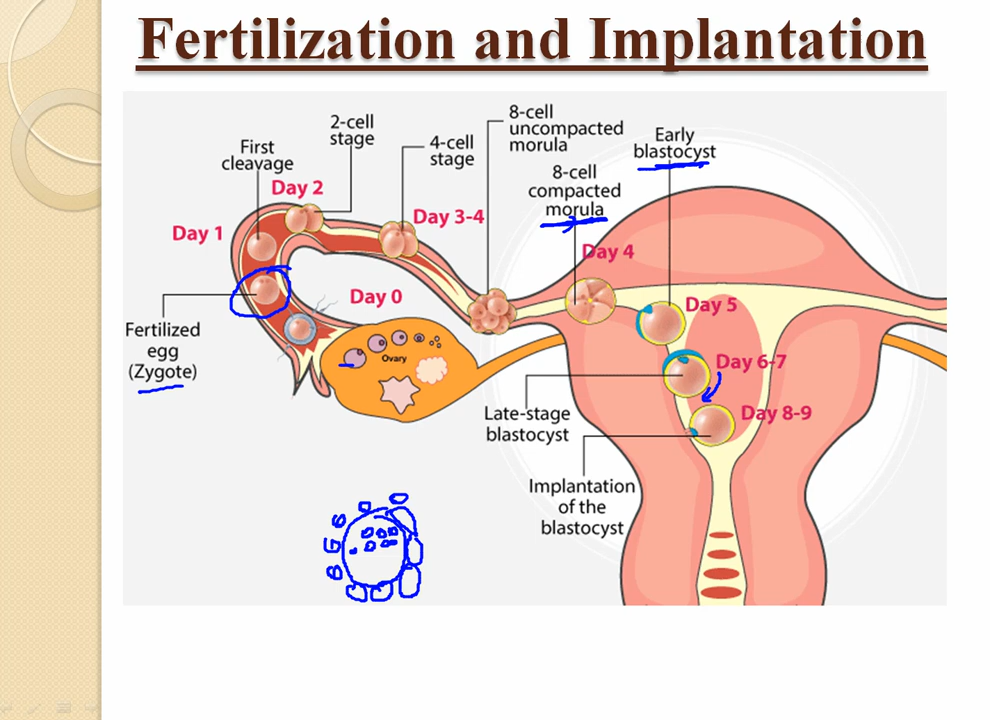 Fertilization and Implantation
First
cleavage
2-cell
stage
4-cell
stage
8-cell
uncompacted
morula
8-cell
compacted
morula
Early
blastocyst
Day 1
Day 2
Day 3-4
Day 4
Day 0
Day 5
Day 6-7
Day 8-9
Fertilized
egg
(Zygote)
Ovary
Late-stage
blastocyst
Implantation
of the
blastocyst